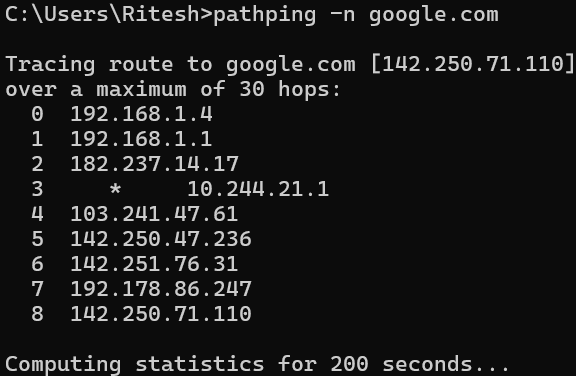 C:\Users\Ritesh>pathping -n google.com
Tracing route to google.com [142.250.71.110]
over a maximum of 30 hops:
  0  192.168.1.4
  1  192.168.1.1
  2  182.237.14.17
  3     *     10.244.21.1
  4  103.241.47.61
  5  142.250.47.236
  6  142.251.76.31
  7  192.178.86.247
  8  142.250.71.110
Computing statistics for 200 seconds...